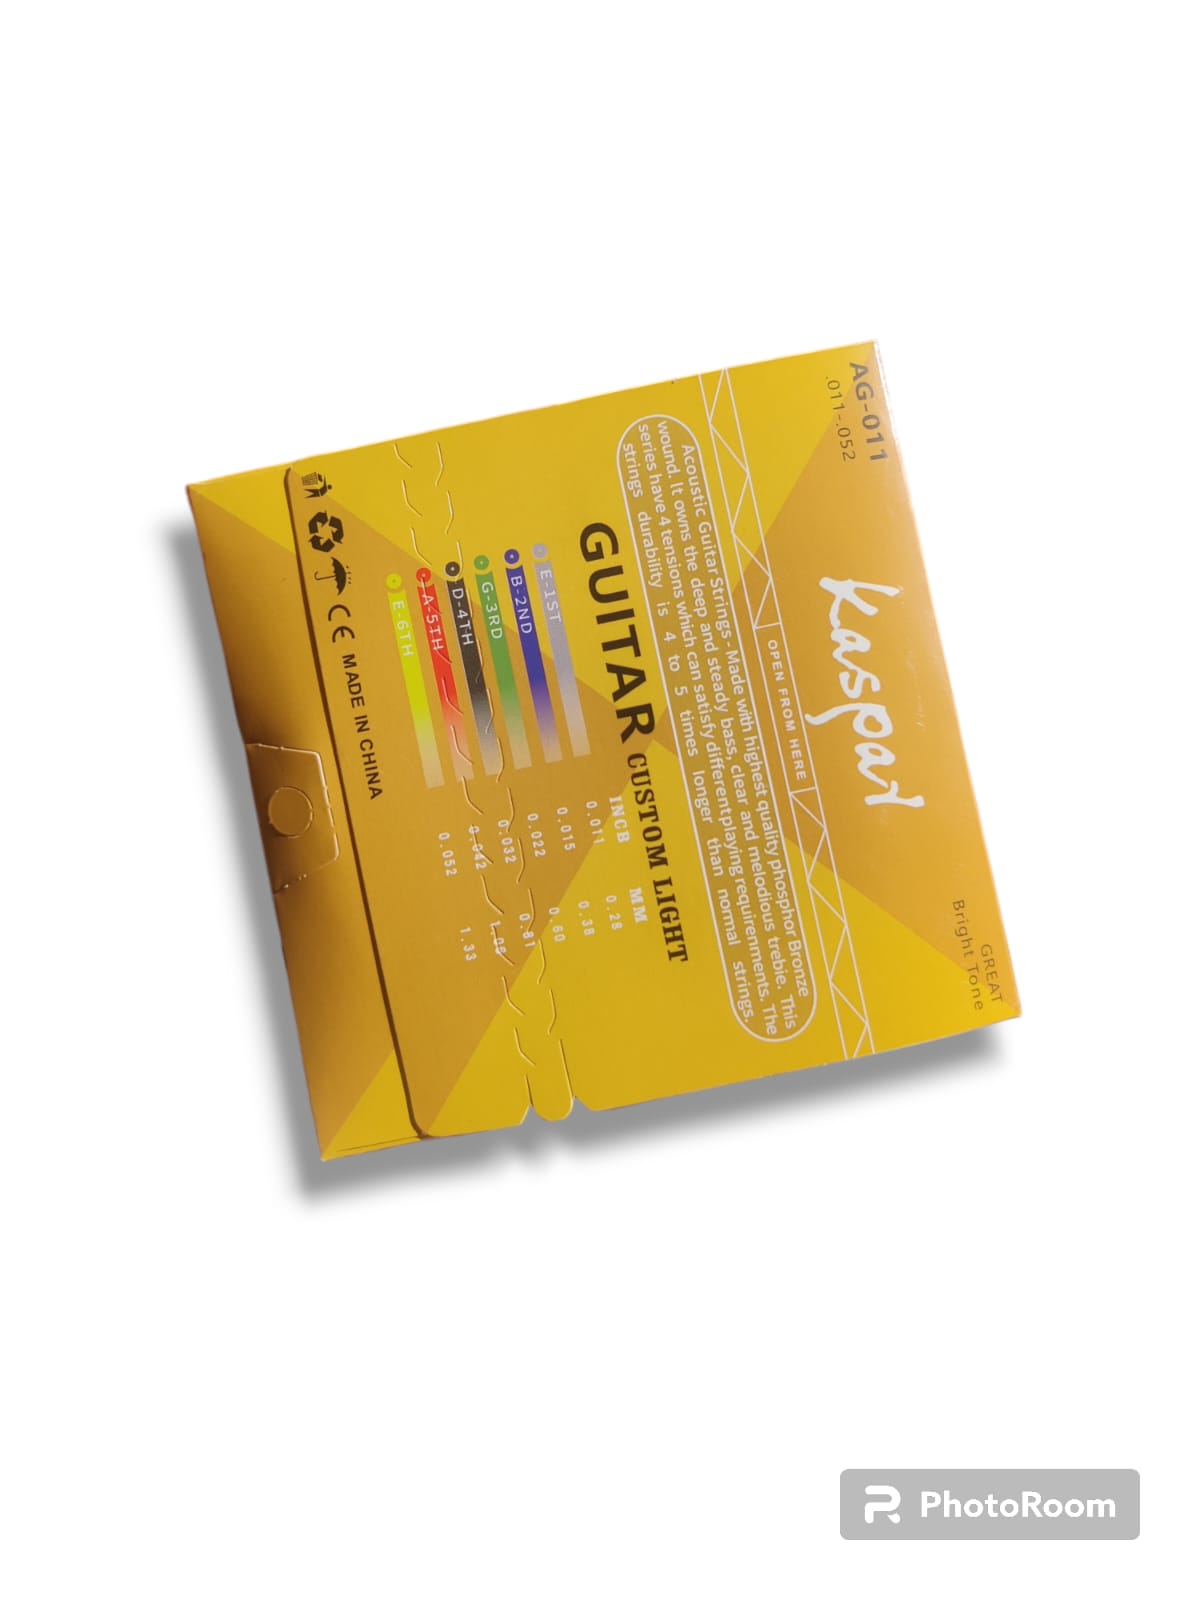 GREAT
Bright Tone
AG-011
.011-.052
kaspar
OPEN FROM HERE
Acoustic Guitar Strings - Made with highest quality phosphor Bronze
wound. It owns the deep and steady bass, clear and melodious trebie. This
series have 4 tensions which can satisfy different playing requirenments. The
strings durability is 4 to 5 times longer than normal strings.
GUITAR CUSTOM LIGHT
INCB MM
E-1ST 0.011 0.28
B-2ND 0.015 0.38
G-3RD 0.022 0.60
D-4TH 0.032 0.81
A-5TH 0.042
E-6TH 0.052 1.33
CE MADE IN CHINA
PhotoRoom